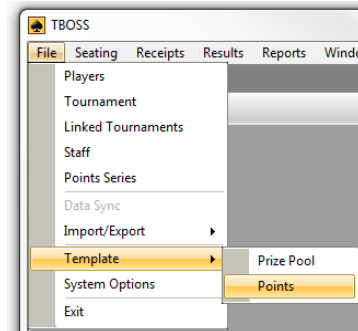 TBOSS
File Seating Receipts Results Reports
Players
Tournament
Linked Tournaments
Staff
Points Series
Data Sync
Import/Export
Template
Prize Pool
System Options
Points
Exit